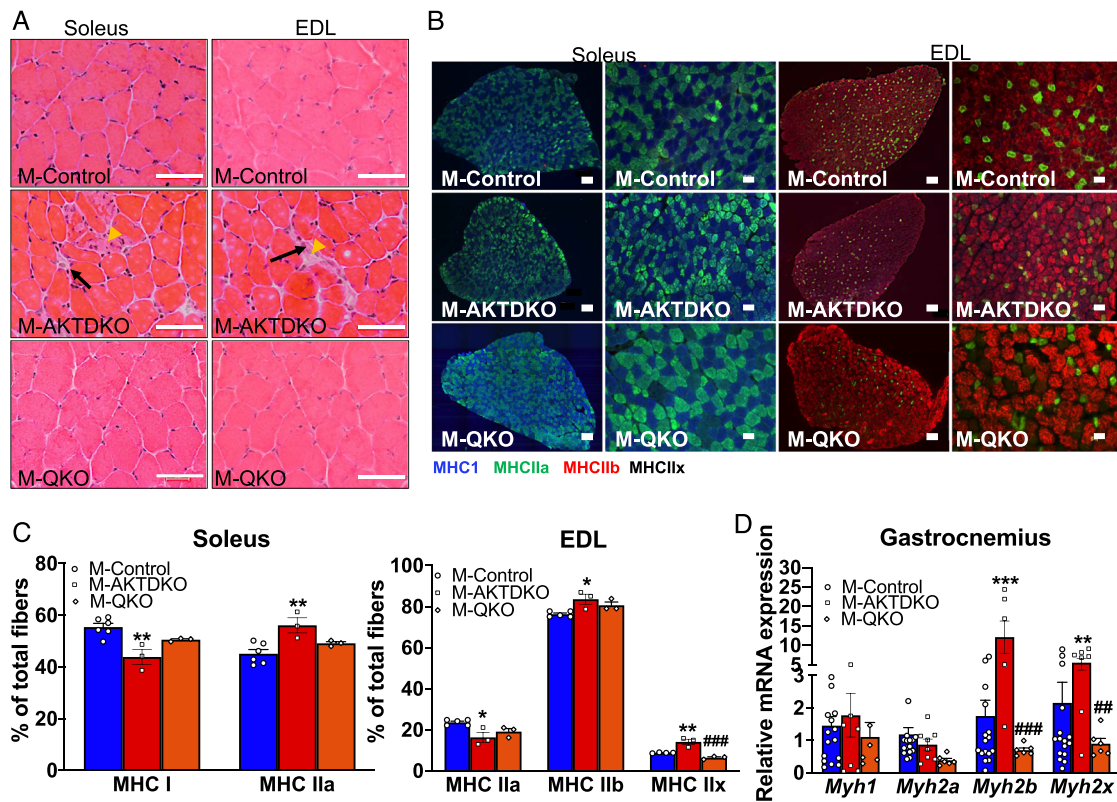 A
Soleus EDL
M-Control M-Control
M-AKTDKO M-AKTDKO
M-QKO M-QKO
B
Soleus EDL
M-Control M-Control M-Control M-Control
M-AKTDKO M-AKTDKO M-AKTDKO M-AKTDKO
M-QKO M-QKO M-QKO M-QKO
MHC1 MHCIIa MHCIIb MHCIIx
C
Soleus
% of total fibers
80
60
40
20
0
M-Control
M-AKTDKO
M-QKO
**
**
MHC I MHC IIa
EDL
% of total fibers
100
80
60
40
20
0
M-Control
M-AKTDKO
M-QKO
*
*
**
###
MHC IIa MHC IIb MHC IIx
D
Gastrocnemius
Relative mRNA expression
30
25
20
15
10
5
2
1
0
M-Control
M-AKTDKO
M-QKO
***
###
**
##
Myh1 Myh2a Myh2b Myh2x